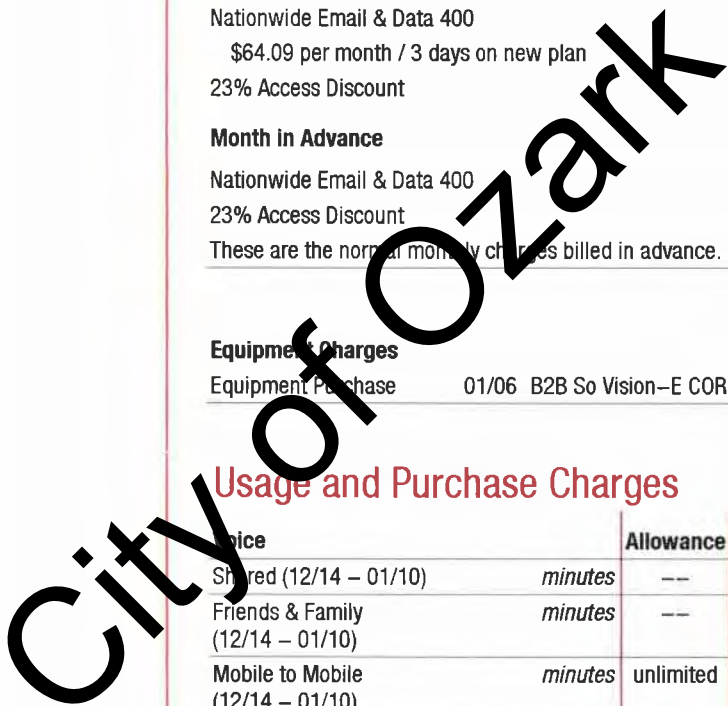 Nationwide Email & Data 400
$64.09 per month / 3 days on new plan
23% Access Discount
Month in Advance
Nationwide Email & Data 400
23% Access Discount
These are the normal monthly charges billed in advance.
Equipment Charges
Equipment Purchase 01/06 B2B So Vision–E COR
Usage and Purchase Charges
Voice Allowance
Shared (12/14 – 01/10) minutes ––
Friends & Family minutes ––
(12/14 – 01/10)
Mobile to Mobile minutes unlimited
(12/14 – 01/10)
City of Ozark